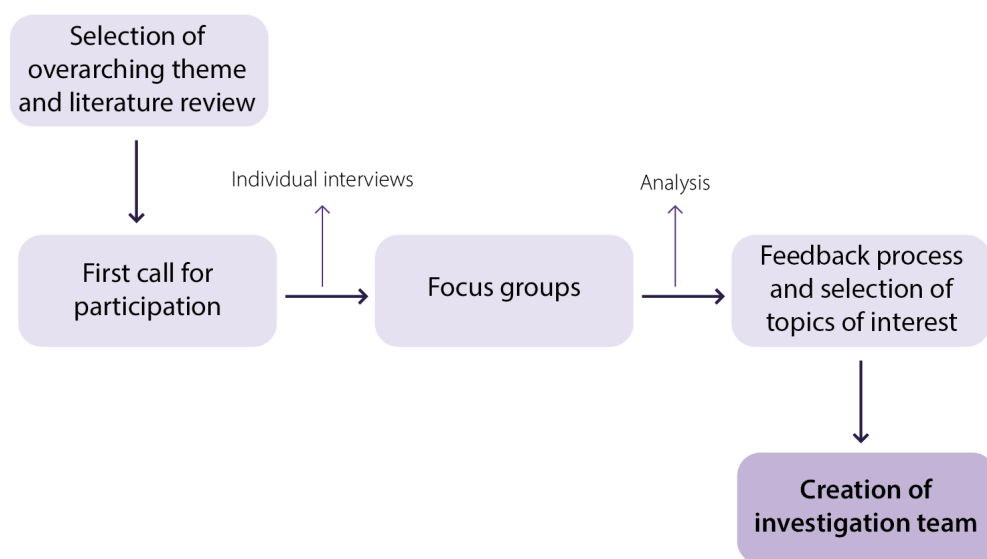 Selection of
overarching theme
and literature review
Individual interviews
Analysis
First call for
participation
Focus groups
Feedback process
and selection of
topics of interest
Creation of
investigation team